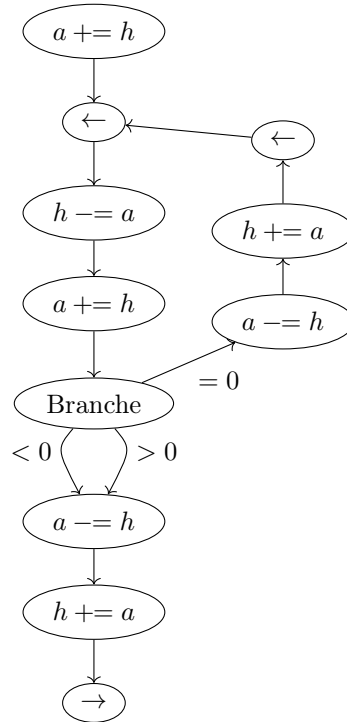 a += h
←
←
h -= a
h += a
a += h
a -= h
Branche
= 0
< 0
> 0
a -= h
h += a
→